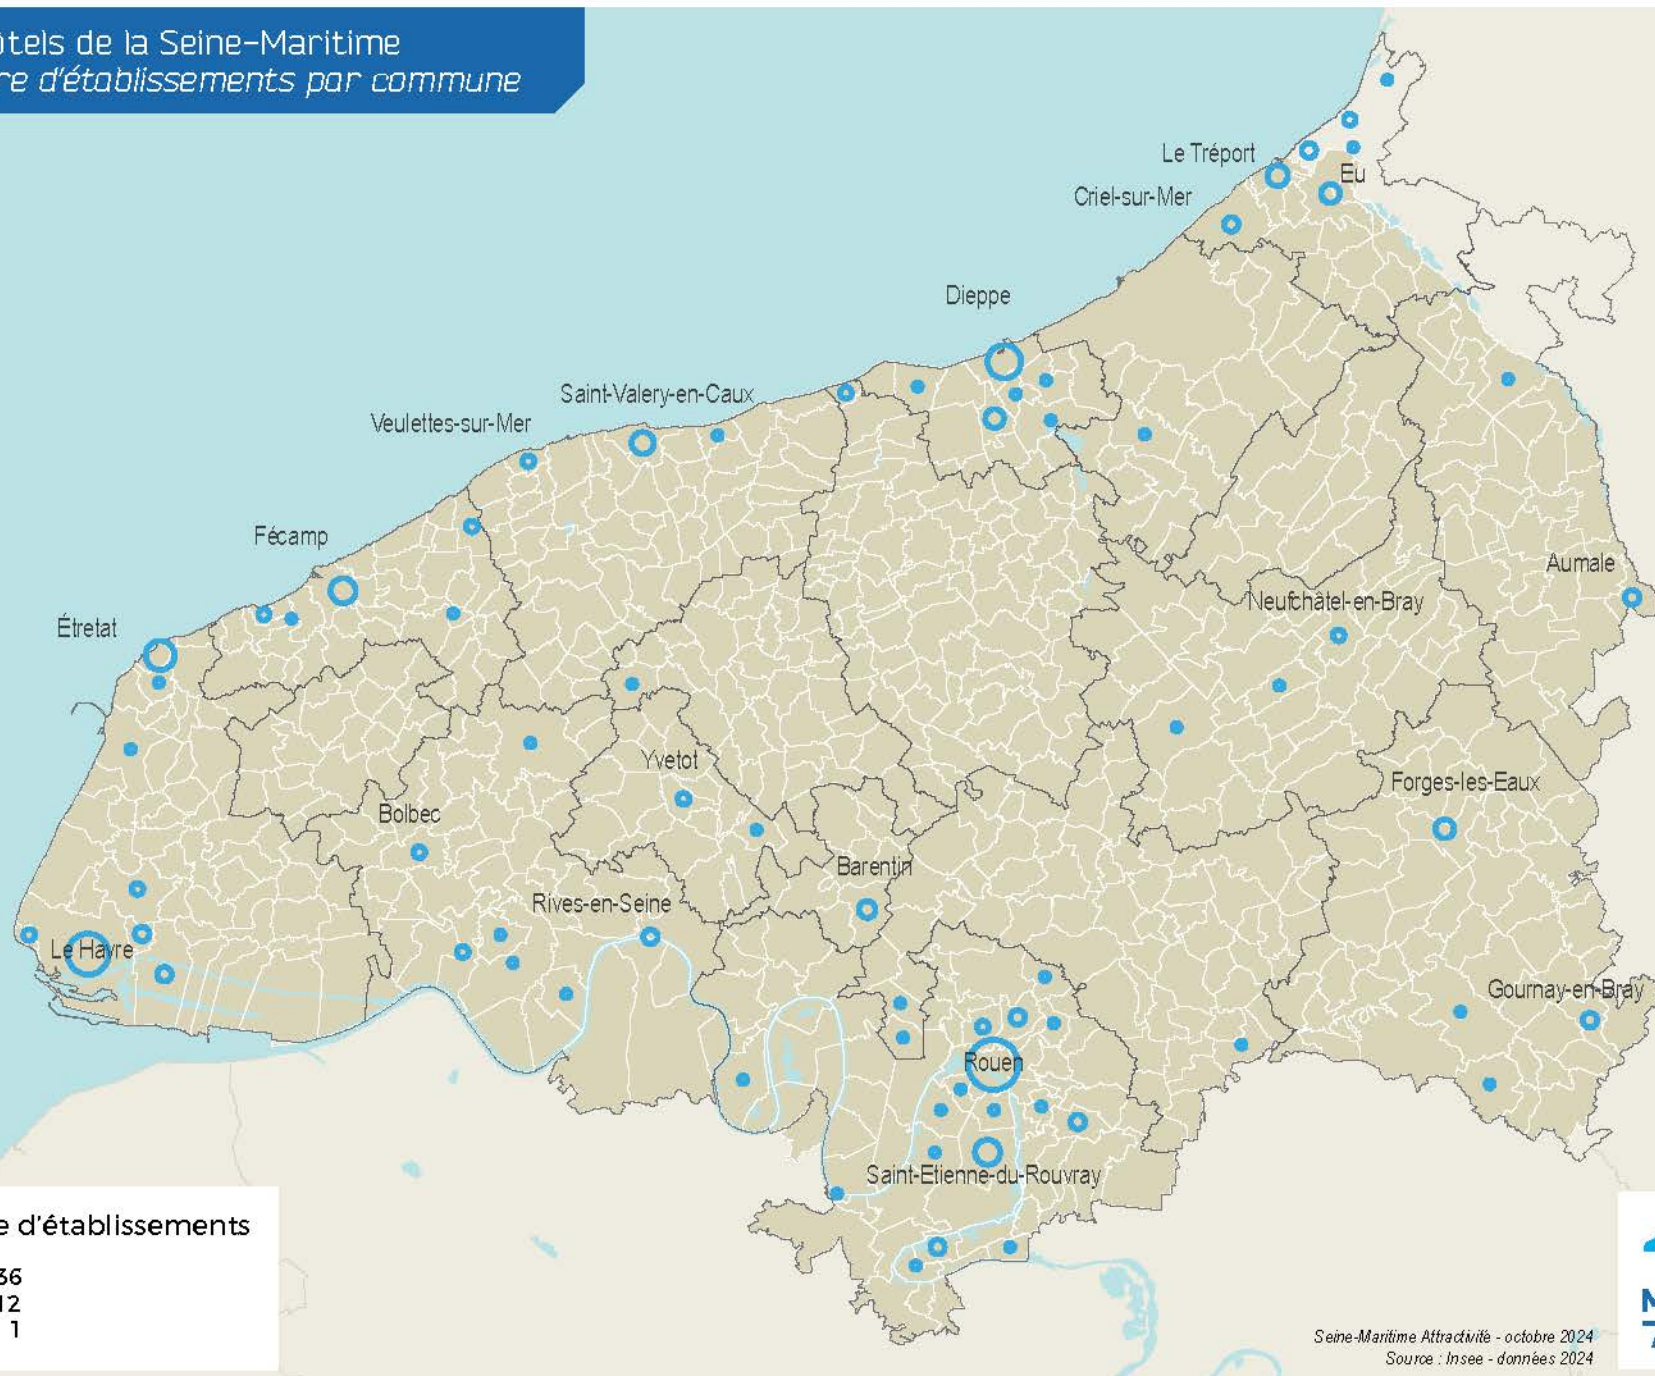 ôtels de la Seine-Maritime
re d'établissements par commune
Le Tréport
Eu
Criel-sur-Mer
Dieppe
Saint-Valery-en-Caux
Veulettes-sur-Mer
Fécamp
Aumale
Neufchâtel-en-Bray
Étretat
Yvetot
Forges-les-Eaux
Bolbec
Barentin
Rives-en-Seine
Le Havre
Gournay-en-Bray
Rouen
Saint-Etienne-du-Rouvray
e d'établissements
36
12
1
M
Seine-Maritime Attractivité - octobre 2024
Source : Insee - données 2024